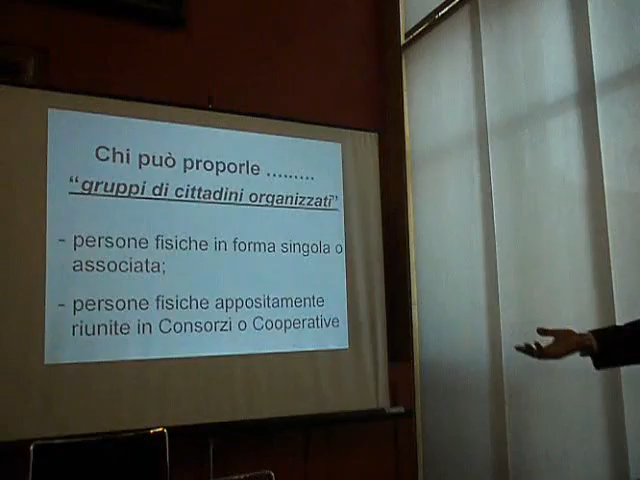 Chi può proporle .........
"gruppi di cittadini organizzati"
- persone fisiche in forma singola o
associata;
- persone fisiche appositamente
riunite in Consorzi o Cooperative